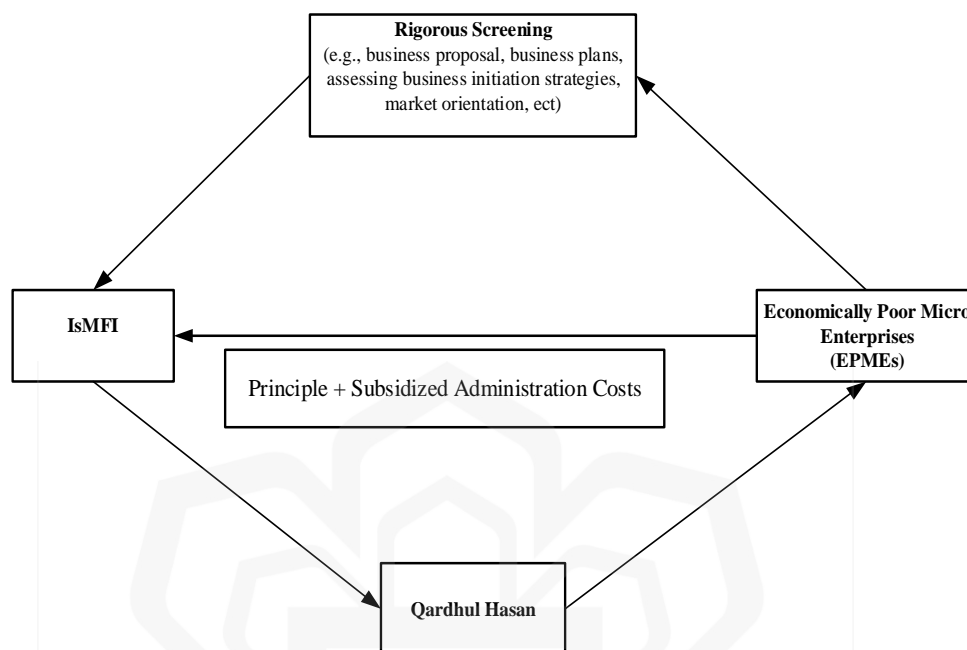 Rigorous Screening
(e.g., business proposal, business plans,
assessing business initiation strategies,
market orientation, ect)
IsMFI
Economically Poor Micro
Enterprises
(EPMEs)
Principle + Subsidized Administration Costs
Qardhul Hasan